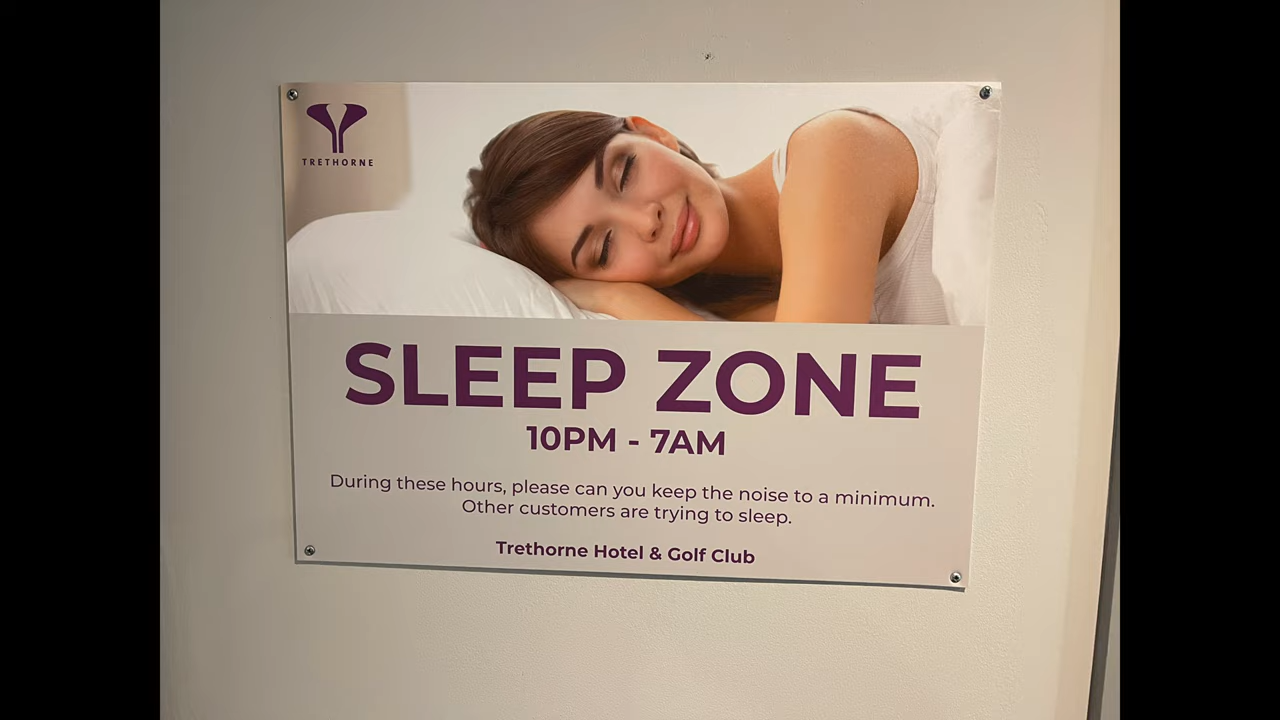 TRETHORNE
SLEEP ZONE
10PM - 7AM
During these hours, please can you keep the noise to a minimum.
Other customers are trying to sleep.
Trethorne Hotel & Golf Club